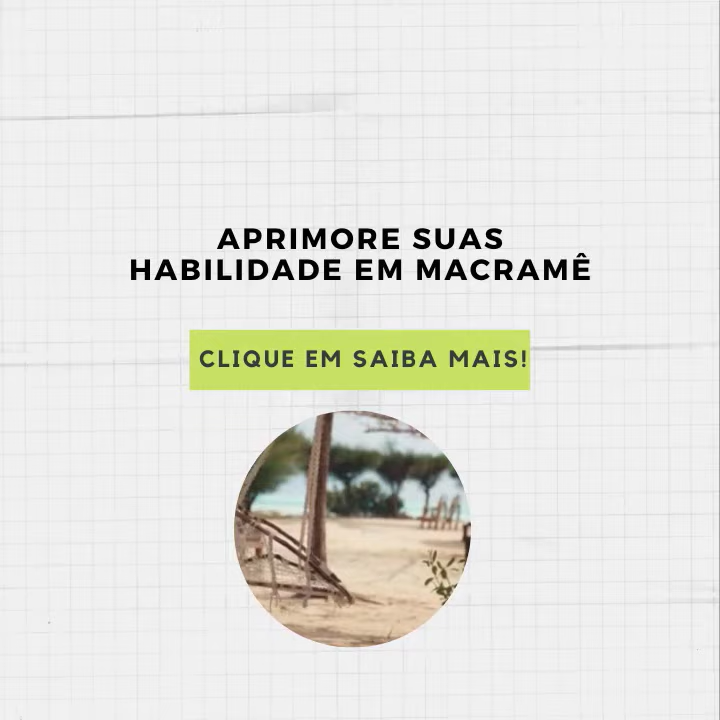 APRIMORE SUAS
HABILIDADE EM MACRAMÊ
CLIQUE EM SAIBA MAIS!